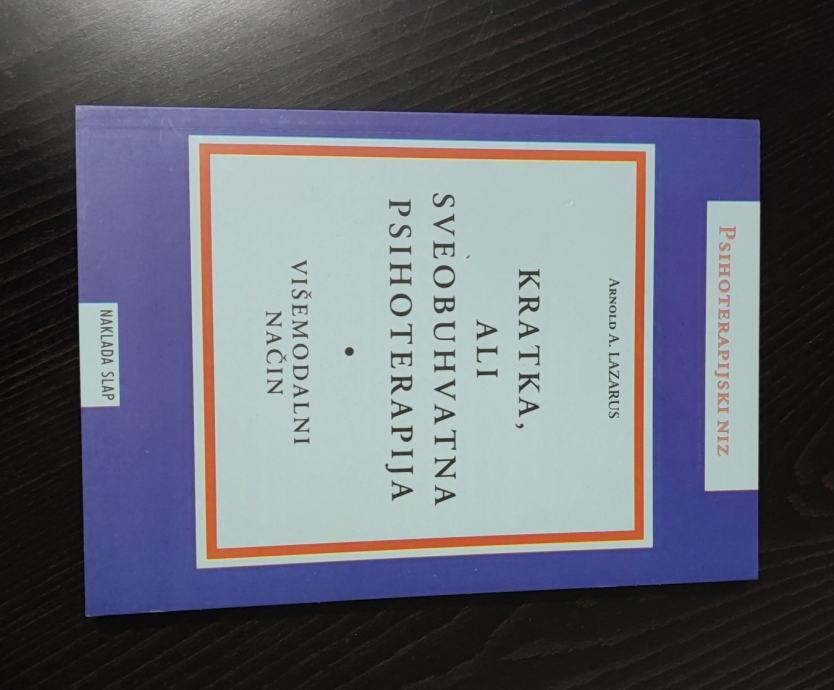 PSIHOTERAPIJSKI NIZ
ARNOLD A. LAZARUS
KRATKA,
ALI
SVEOBUHVATNA
PSIHOTERAPIJA
•
VIŠEMODALNI
NAČIN
NAKLADA SLAP